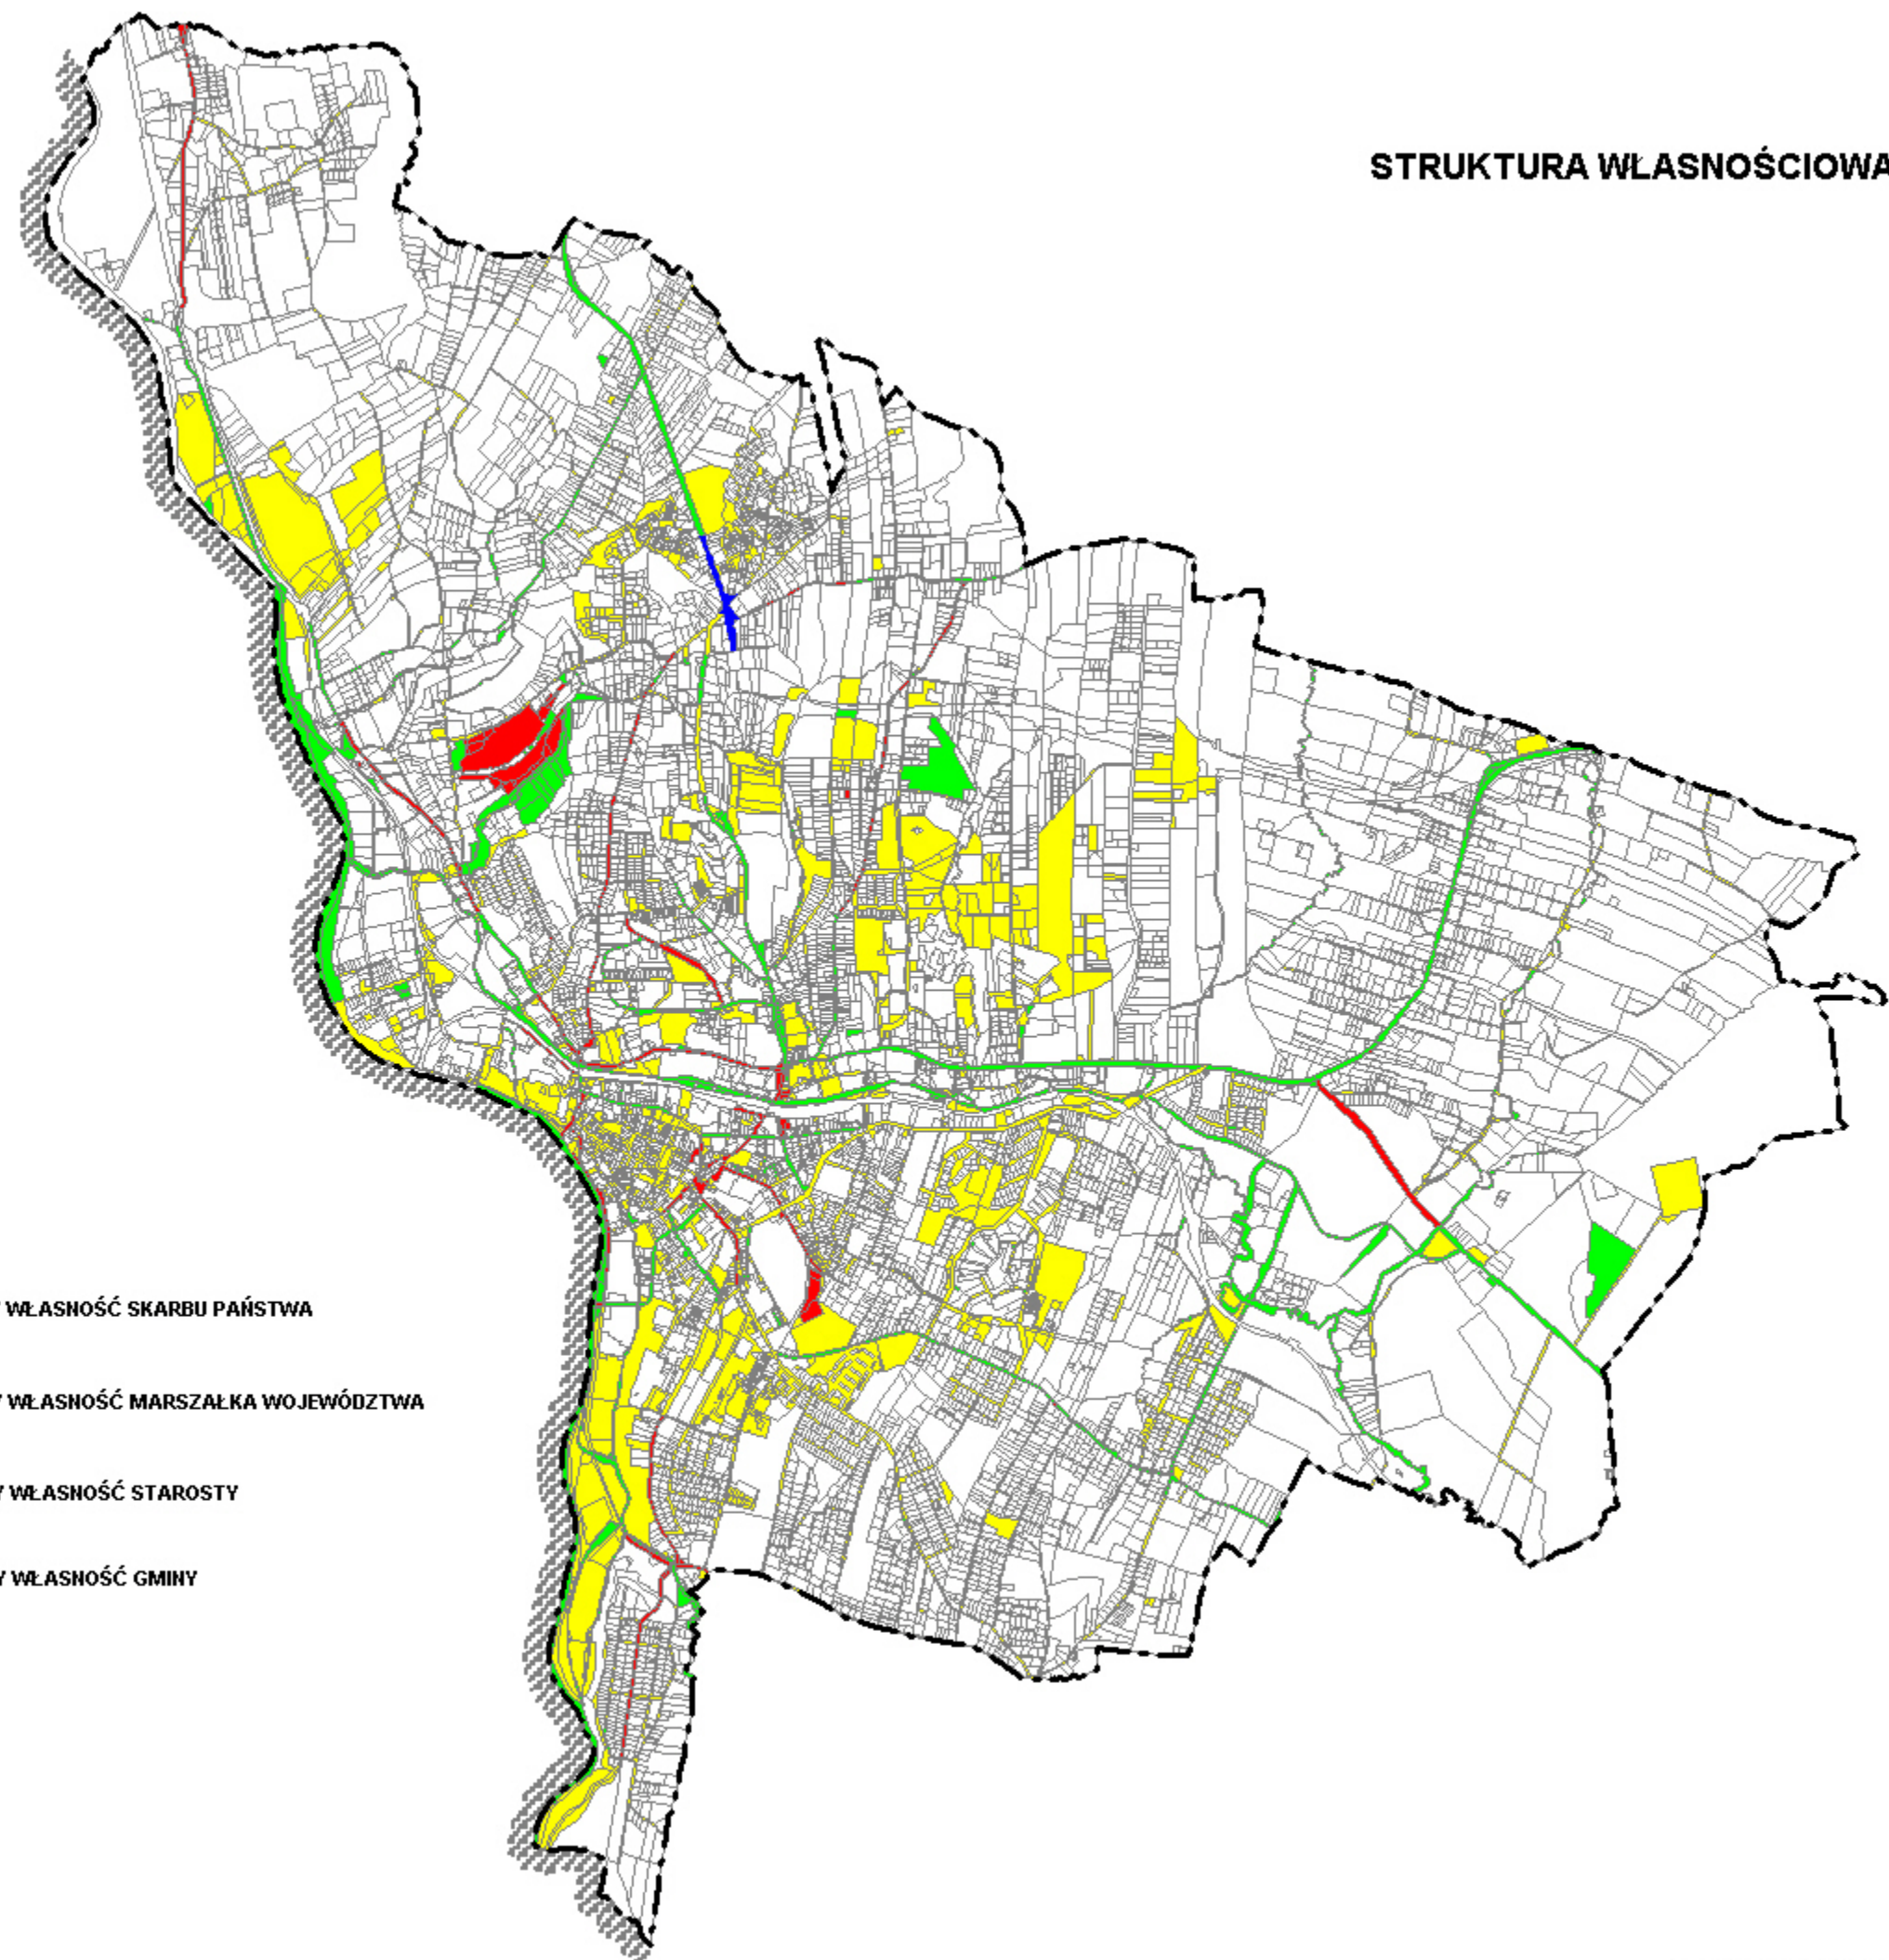 STRUKTURA WŁASNOŚCIOWA
WŁASNOŚĆ SKARBU PAŃSTWA
WŁASNOŚĆ MARSZAŁKA WOJEWÓDZTWA
WŁASNOŚĆ STAROSTY
WŁASNOŚĆ GMINY